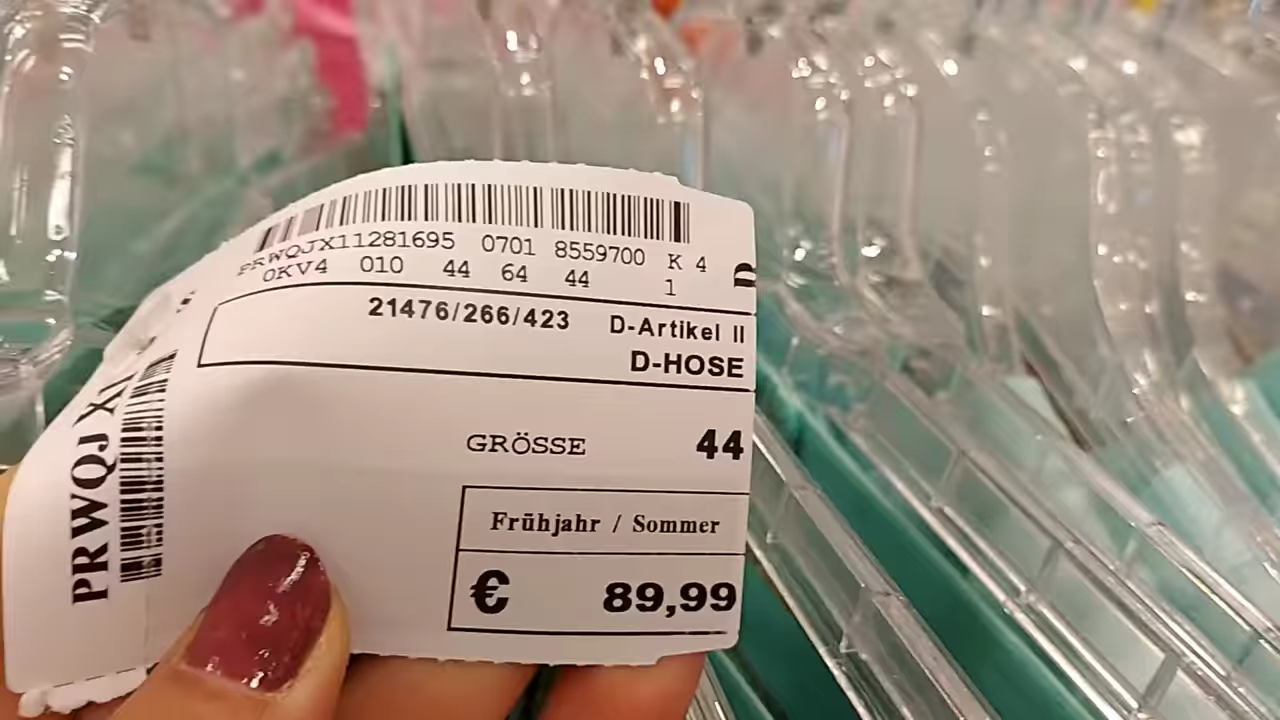 PRWQJX11281695 0701 8559700 K 4
0KV4 010 44 64 44 1
21476/266/423 D-Artikel II
D-HOSE
GRÖSSE 44
Frühjahr / Sommer
€ 89,99
PRWQJ